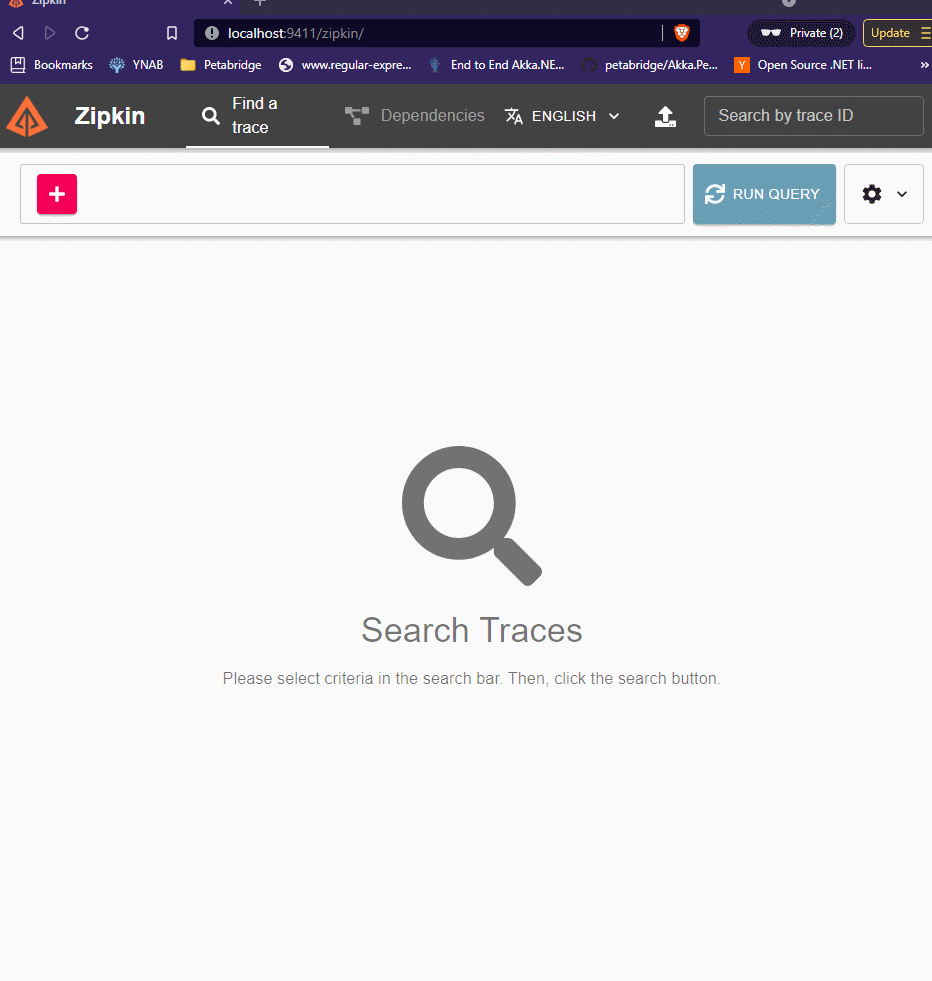 Zipkin
localhost:9411/zipkin/
Private (2)
Update
Bookmarks
YNAB
Petabridge
www.regular-expre...
End to End Akka.NE...
petabridge/Akka.Pe...
Y
Open Source .NET li...
»
Zipkin
Find a
trace
Dependencies
ENGLISH
Search by trace ID
RUN QUERY
Search Traces
Please select criteria in the search bar. Then, click the search button.